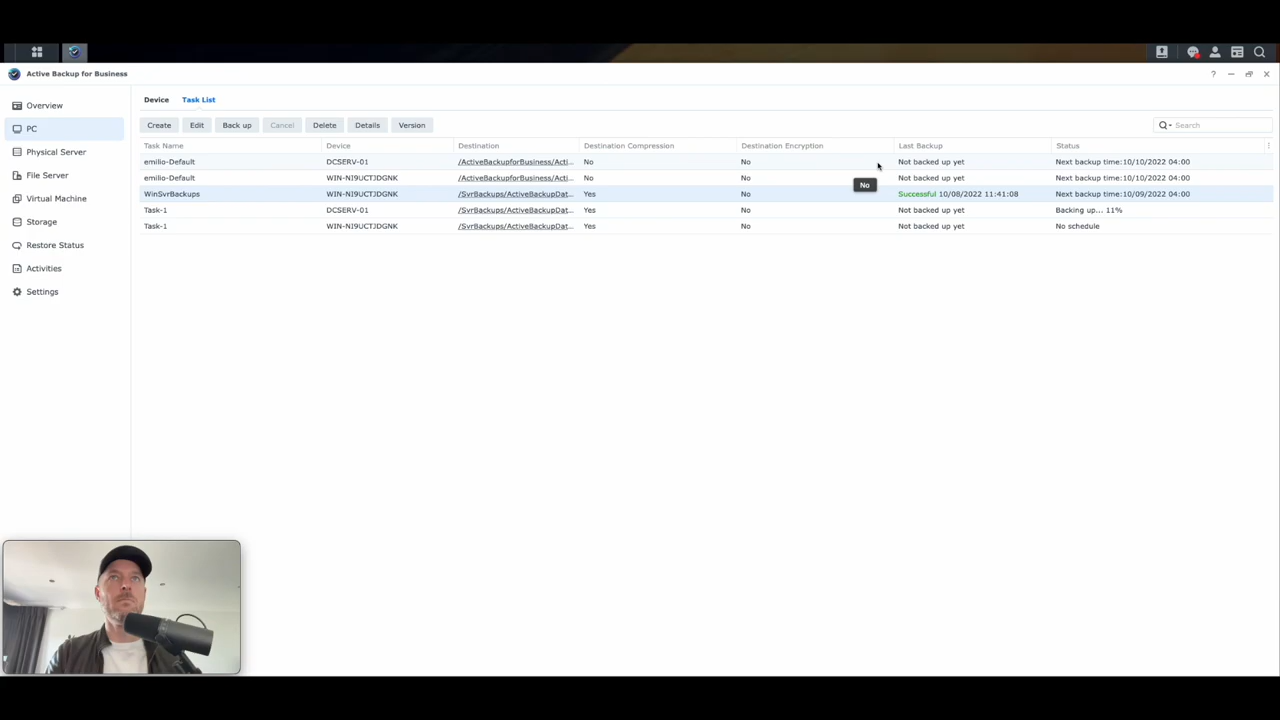 Active Backup for Business
Overview
PC
Physical Server
File Server
Virtual Machine
Storage
Restore Status
Activities
Settings
Device Task List
Create Edit Back up Cancel Delete Details Version Search
Task Name Device Destination Destination Compression Destination Encryption Last Backup Status
emilio-Default DCSERV-01 /ActiveBackupforBusiness/Acti... No No Not backed up yet Next backup time:10/10/2022 04:00
emilio-Default WIN-NI9UCTJDGNK /ActiveBackupforBusiness/Acti... No No Not backed up yet Next backup time:10/10/2022 04:00
No
WinSvrBackups WIN-NI9UCTJDGNK /SvrBackups/ActiveBackupDat... Yes No Successful 10/08/2022 11:41:08 Next backup time:10/09/2022 04:00
Task-1 DCSERV-01 /SvrBackups/ActiveBackupDat... Yes No Not backed up yet Backing up... 11%
Task-1 WIN-NI9UCTJDGNK /SvrBackups/ActiveBackupDat... Yes No Not backed up yet No schedule